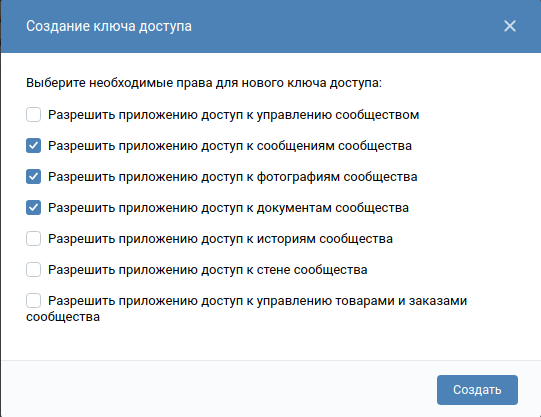 Создание ключа доступа
Выберите необходимые права для нового ключа доступа:
Разрешить приложению доступ к управлению сообществом
Разрешить приложению доступ к сообщениям сообщества
Разрешить приложению доступ к фотографиям сообщества
Разрешить приложению доступ к документам сообщества
Разрешить приложению доступ к историям сообщества
Разрешить приложению доступ к стене сообщества
Разрешить приложению доступ к управлению товарами и заказами
сообщества
Создать